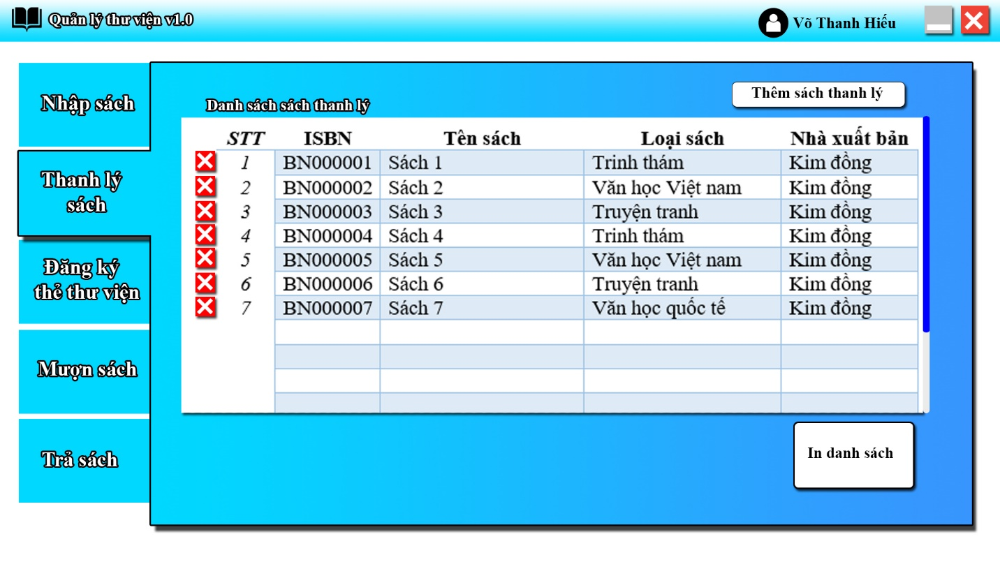 Quản lý thư viện v1.0
Võ Thanh Hiếu
Nhập sách
Thanh lý
sách
Đăng ký
thẻ thư viện
Mượn sách
Trả sách
Danh sách sách thanh lý
Thêm sách thanh lý
STT ISBN Tên sách Loại sách Nhà xuất bản
1 BN000001 Sách 1 Trinh thám Kim đồng
2 BN000002 Sách 2 Văn học Việt nam Kim đồng
3 BN000003 Sách 3 Truyện tranh Kim đồng
4 BN000004 Sách 4 Trinh thám Kim đồng
5 BN000005 Sách 5 Văn học Việt nam Kim đồng
6 BN000006 Sách 6 Truyện tranh Kim đồng
7 BN000007 Sách 7 Văn học quốc tế Kim đồng
In danh sách